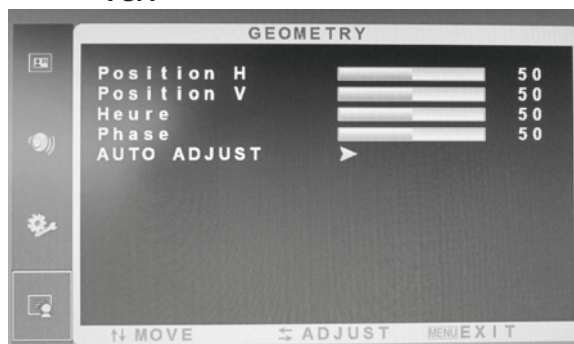 GEOMETRY
Position H 50
Position V 50
Heure 50
Phase 50
AUTO ADJUST
MOVE ADJUST MENU EXIT